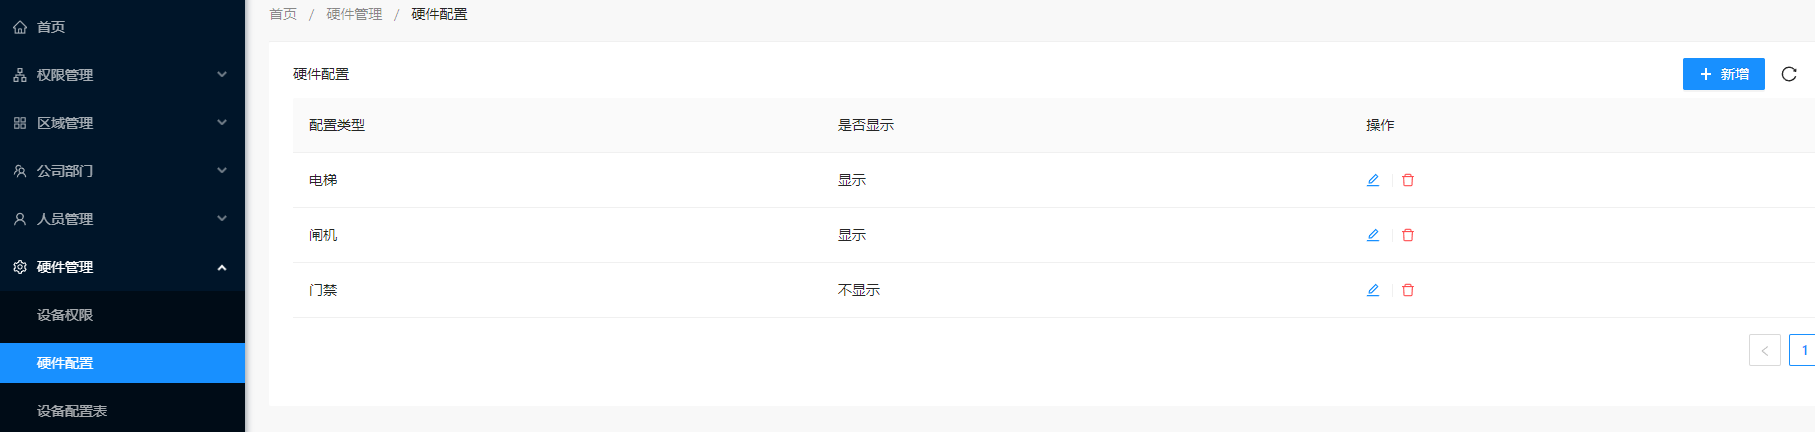 首页
权限管理
区域管理
公司部门
人员管理
硬件管理
设备权限
硬件配置
设备配置表
首页 / 硬件管理 / 硬件配置
硬件配置
新增
配置类型 是否显示 操作
电梯 显示
闸机 显示
门禁 不显示
< 1